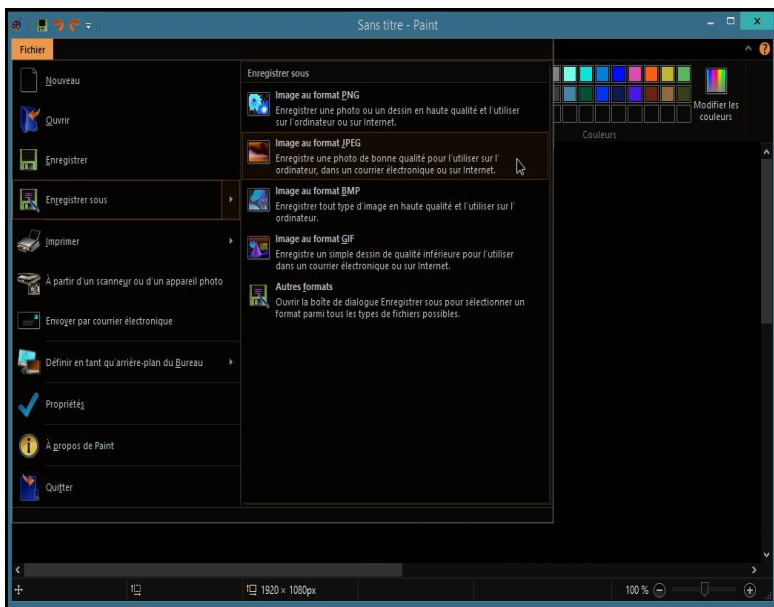 Sans titre - Paint
Fichier
Nouveau
Ouvrir
Enregistrer
Enregistrer sous
Imprimer
À partir d'un scanneur ou d'un appareil photo
Envoyer par courrier électronique
Définir en tant qu'arrière-plan du Bureau
Propriétés
À propos de Paint
Quitter
Enregistrer sous
Image au format PNG
Enregistrer une photo ou un dessin en haute qualité et l'utiliser
sur l'ordinateur ou sur Internet.
Image au format JPEG
Enregistre une photo de bonne qualité pour l'utiliser sur l'
ordinateur, dans un courrier électronique ou sur Internet.
Image au format BMP
Enregistrer tout type d'image en haute qualité et l'utiliser sur l'
ordinateur.
Image au format GIF
Enregistre un simple dessin de qualité inférieure pour l'utiliser
dans un courrier électronique ou sur Internet.
Autres formats
Ouvrir la boîte de dialogue Enregistrer sous pour sélectionner un
format parmi tous les types de fichiers possibles.
Modifier les
couleurs
Couleurs
1920 × 1080px
100 %